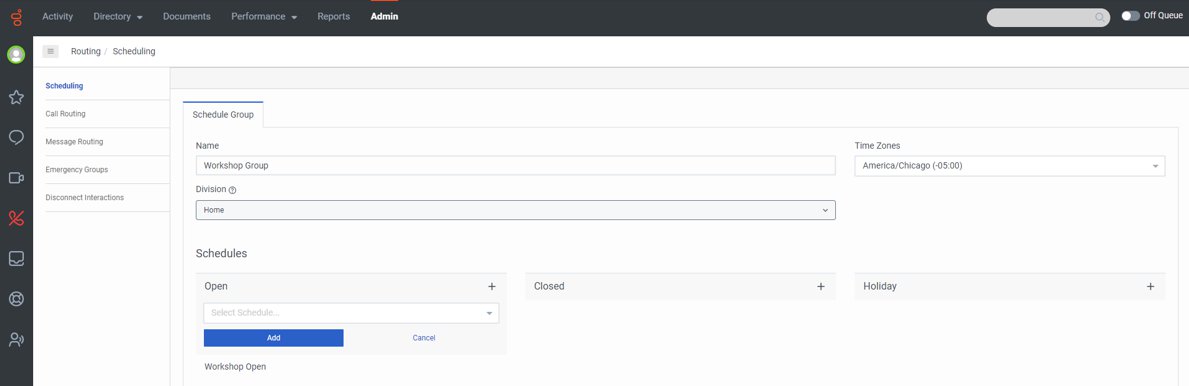 Activity Directory Documents Performance Reports Admin Off Queue
Routing / Scheduling
Scheduling
Call Routing
Message Routing
Emergency Groups
Disconnect Interactions
Schedule Group
Name Time Zones
Workshop Group America/Chicago (-05:00)
Division
Home
Schedules
Open + Closed + Holiday +
Select Schedule...
Add Cancel
Workshop Open